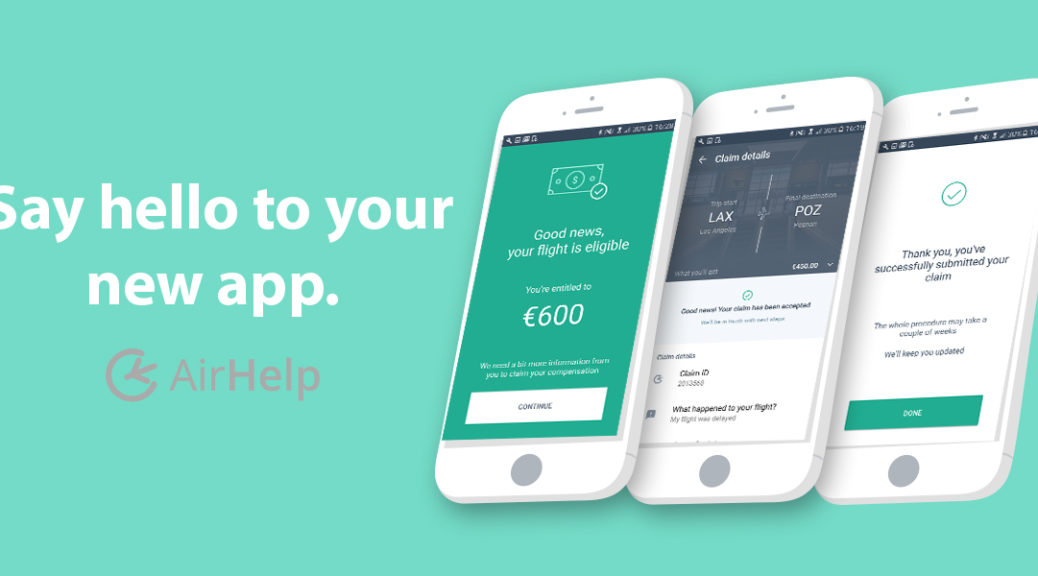 Say hello to your
new app.
AirHelp
Good news,
your flight is eligible
You're entitled to
€600
We need a bit more information from
you to claim your compensation
CONTINUE
Claim details
Trip start
LAX
Los Angeles
Final destination
POZ
Poznan
What you'll get
€450.00
Good news! Your claim has been accepted
We'll be in touch with next steps
Claim details
Claim ID
2013568
What happened to your flight?
My flight was delayed
Thank you, you've
successfully submitted your
claim
The whole procedure may take a
couple of weeks
We'll keep you updated
DONE